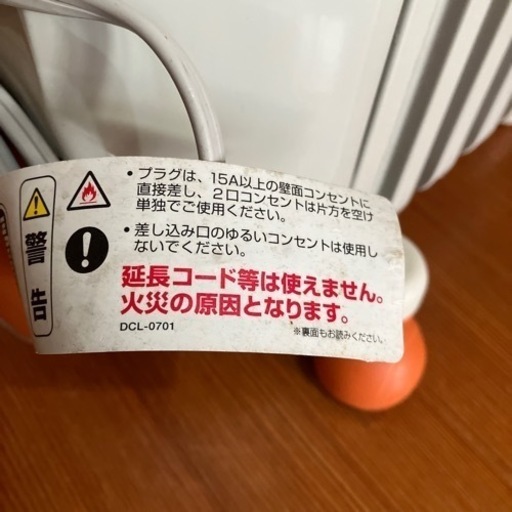 警告
・プラグは、15A以上の壁面コンセントに
直接差し、2口コンセントは片方を空け
単独でご使用ください。
・差し込み口のゆるいコンセントは使用し
ないでください。
延長コード等は使えません。
火災の原因となります。
DCL-0701
※裏面もお読みください。